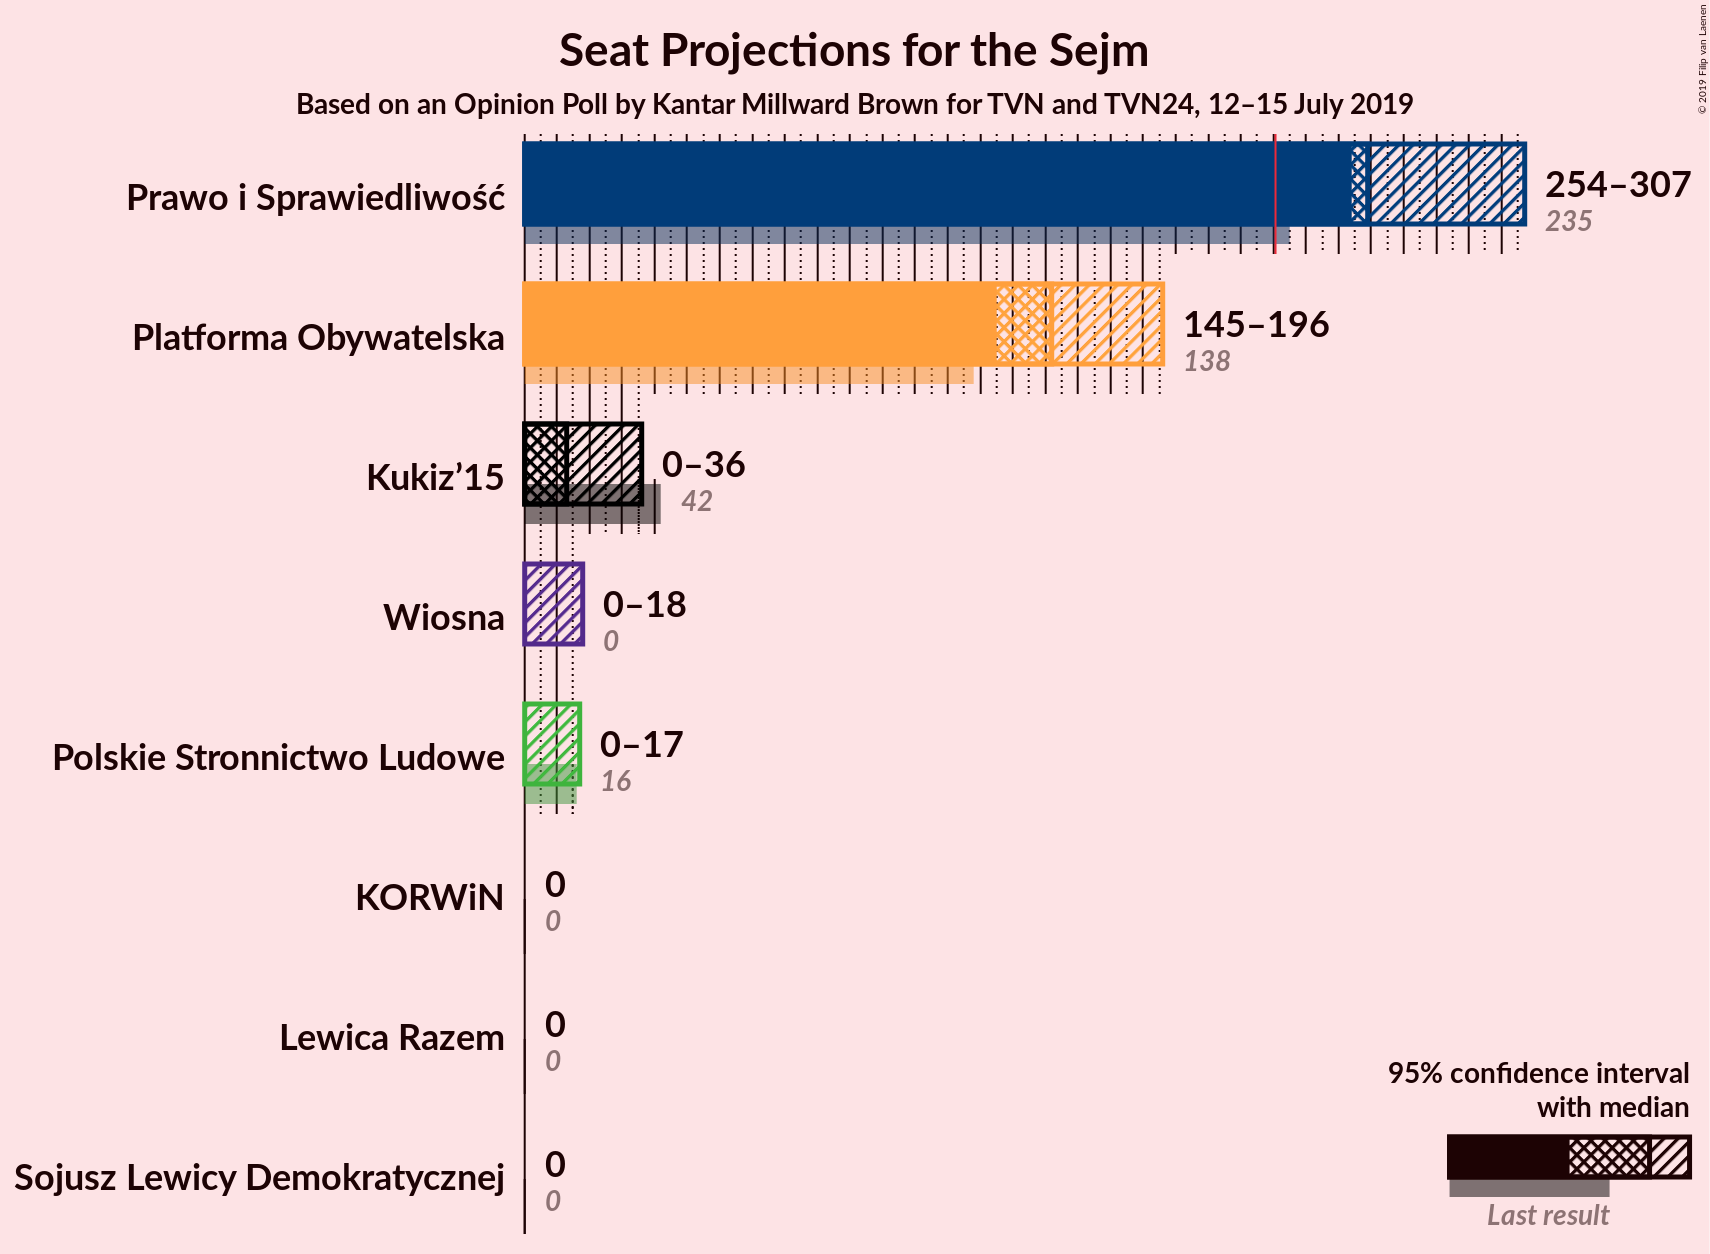 Seat Projections for the Sejm
Based on an Opinion Poll by Kantar Millward Brown for TVN and TVN24, 12–15 July 2019
© 2019 Filip van Laenen
Prawo i Sprawiedliwość
254–307
235
Platforma Obywatelska
145–196
138
Kukiz’15
0–36
42
Wiosna
0–18
0
Polskie Stronnictwo Ludowe
0–17
16
KORWiN
0
0
Lewica Razem
0
0
Sojusz Lewicy Demokratycznej
0
0
95% confidence interval
with median
Last result